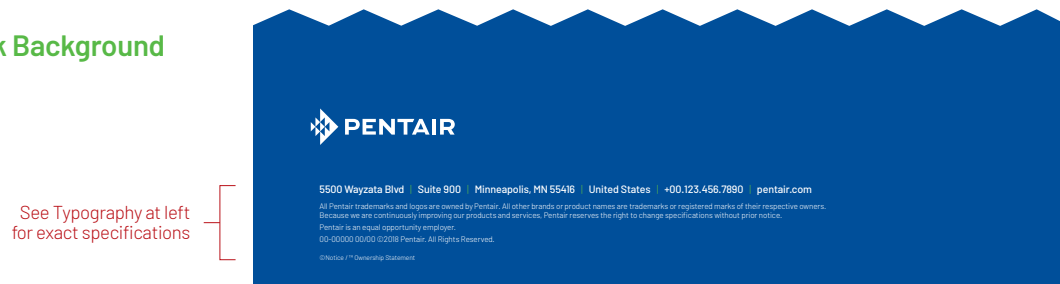 Background
PENTAIR
5500 Wayzata Blvd | Suite 900 | Minneapolis, MN 55416 | United States | +00.123.456.7890 | pentair.com
See Typography at left
for exact specifications
All Pentair trademarks and logos are owned by Pentair. All other brands or product names are trademarks or registered marks of their respective owners.
Because we are continuously improving our products and services, Pentair reserves the right to change specifications without prior notice.
Pentair is an equal opportunity employer.
00-00000 00/00 ©2018 Pentair. All Rights Reserved.
©Notice /™ Ownership Statement